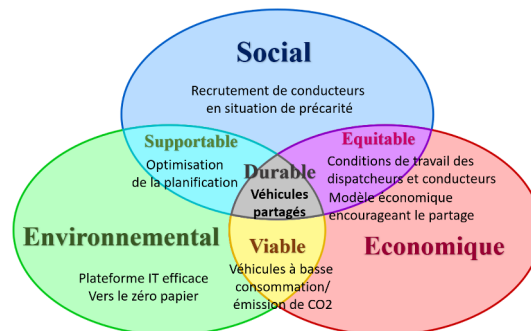 Social
Recrutement de conducteurs
en situation de précarité
Supportable
Optimisation
de la planification
Equitable
Conditions de travail des
dispatcheurs et conducteurs
Modèle économique
encourageant le partage
Durable
Véhicules
partagés
Environnemental
Plateforme IT efficace
Vers le zéro papier
Viable
Véhicules à basse
consommation/
émission de CO2
Economique